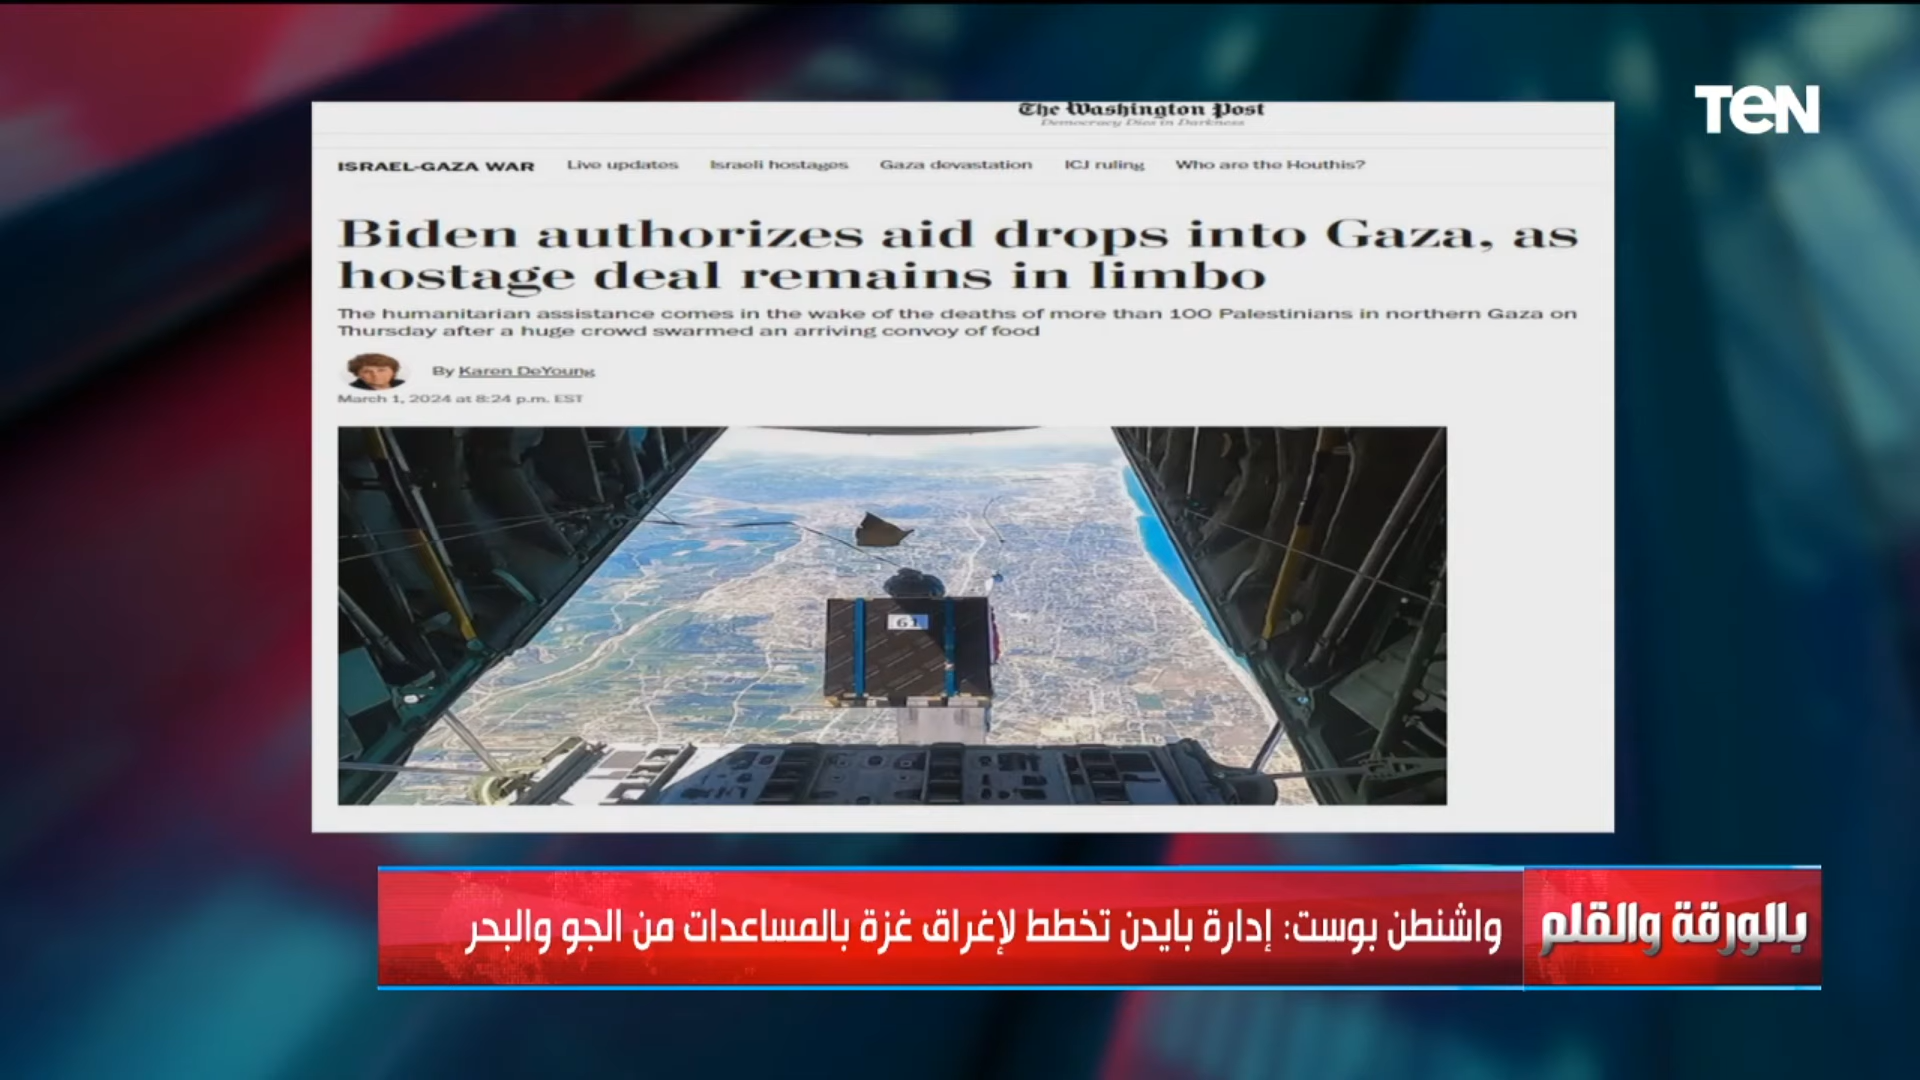 TeN
The Washington Post
Democracy Dies in Darkness
ISRAEL-GAZA WAR Live updates Israeli hostages Gaza devastation ICJ ruling Who are the Houthis?
Biden authorizes aid drops into Gaza, as
hostage deal remains in limbo
The humanitarian assistance comes in the wake of the deaths of more than 100 Palestinians in northern Gaza on
Thursday after a huge crowd swarmed an arriving convoy of food
By Karen DeYoung
March 1, 2024 at 8:24 p.m. EST
61
بالورقة والقلم
واشنطن بوست: إدارة بايدن تخطط لإغراق غزة بالمساعدات من الجو والبحر